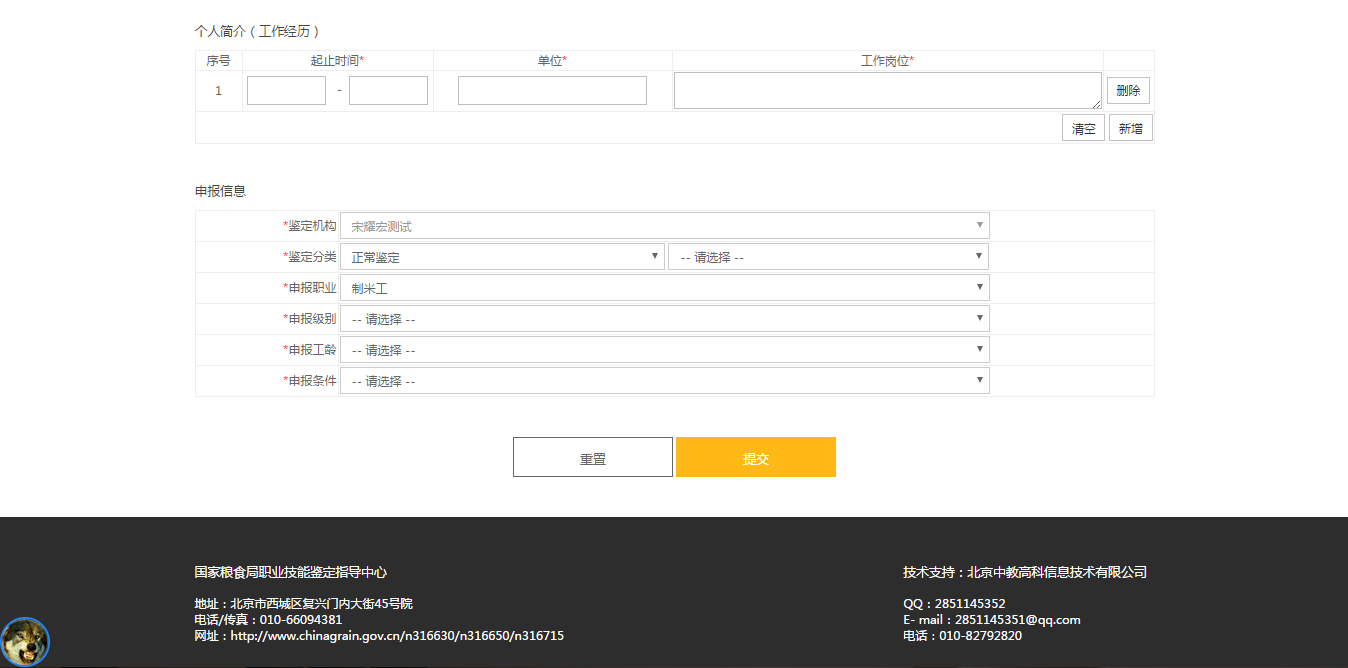 个人简介（工作经历）
序号 起止时间* 单位* 工作岗位*
1 - 删除
清空 新增
申报信息
*鉴定机构 宋耀宏测试
*鉴定分类 正常鉴定 -- 请选择 --
*申报职业 制米工
*申报级别 -- 请选择 --
*申报工龄 -- 请选择 --
*申报条件 -- 请选择 --
重置 提交
国家粮食局职业技能鉴定指导中心
地址：北京市西城区复兴门内大街45号院
电话/传真：010-66094381
网址：http://www.chinagrain.gov.cn/n316630/n316650/n316715
技术支持：北京中教高科信息技术有限公司
QQ：2851145352
E- mail：2851145351@qq.com
电话：010-82792820